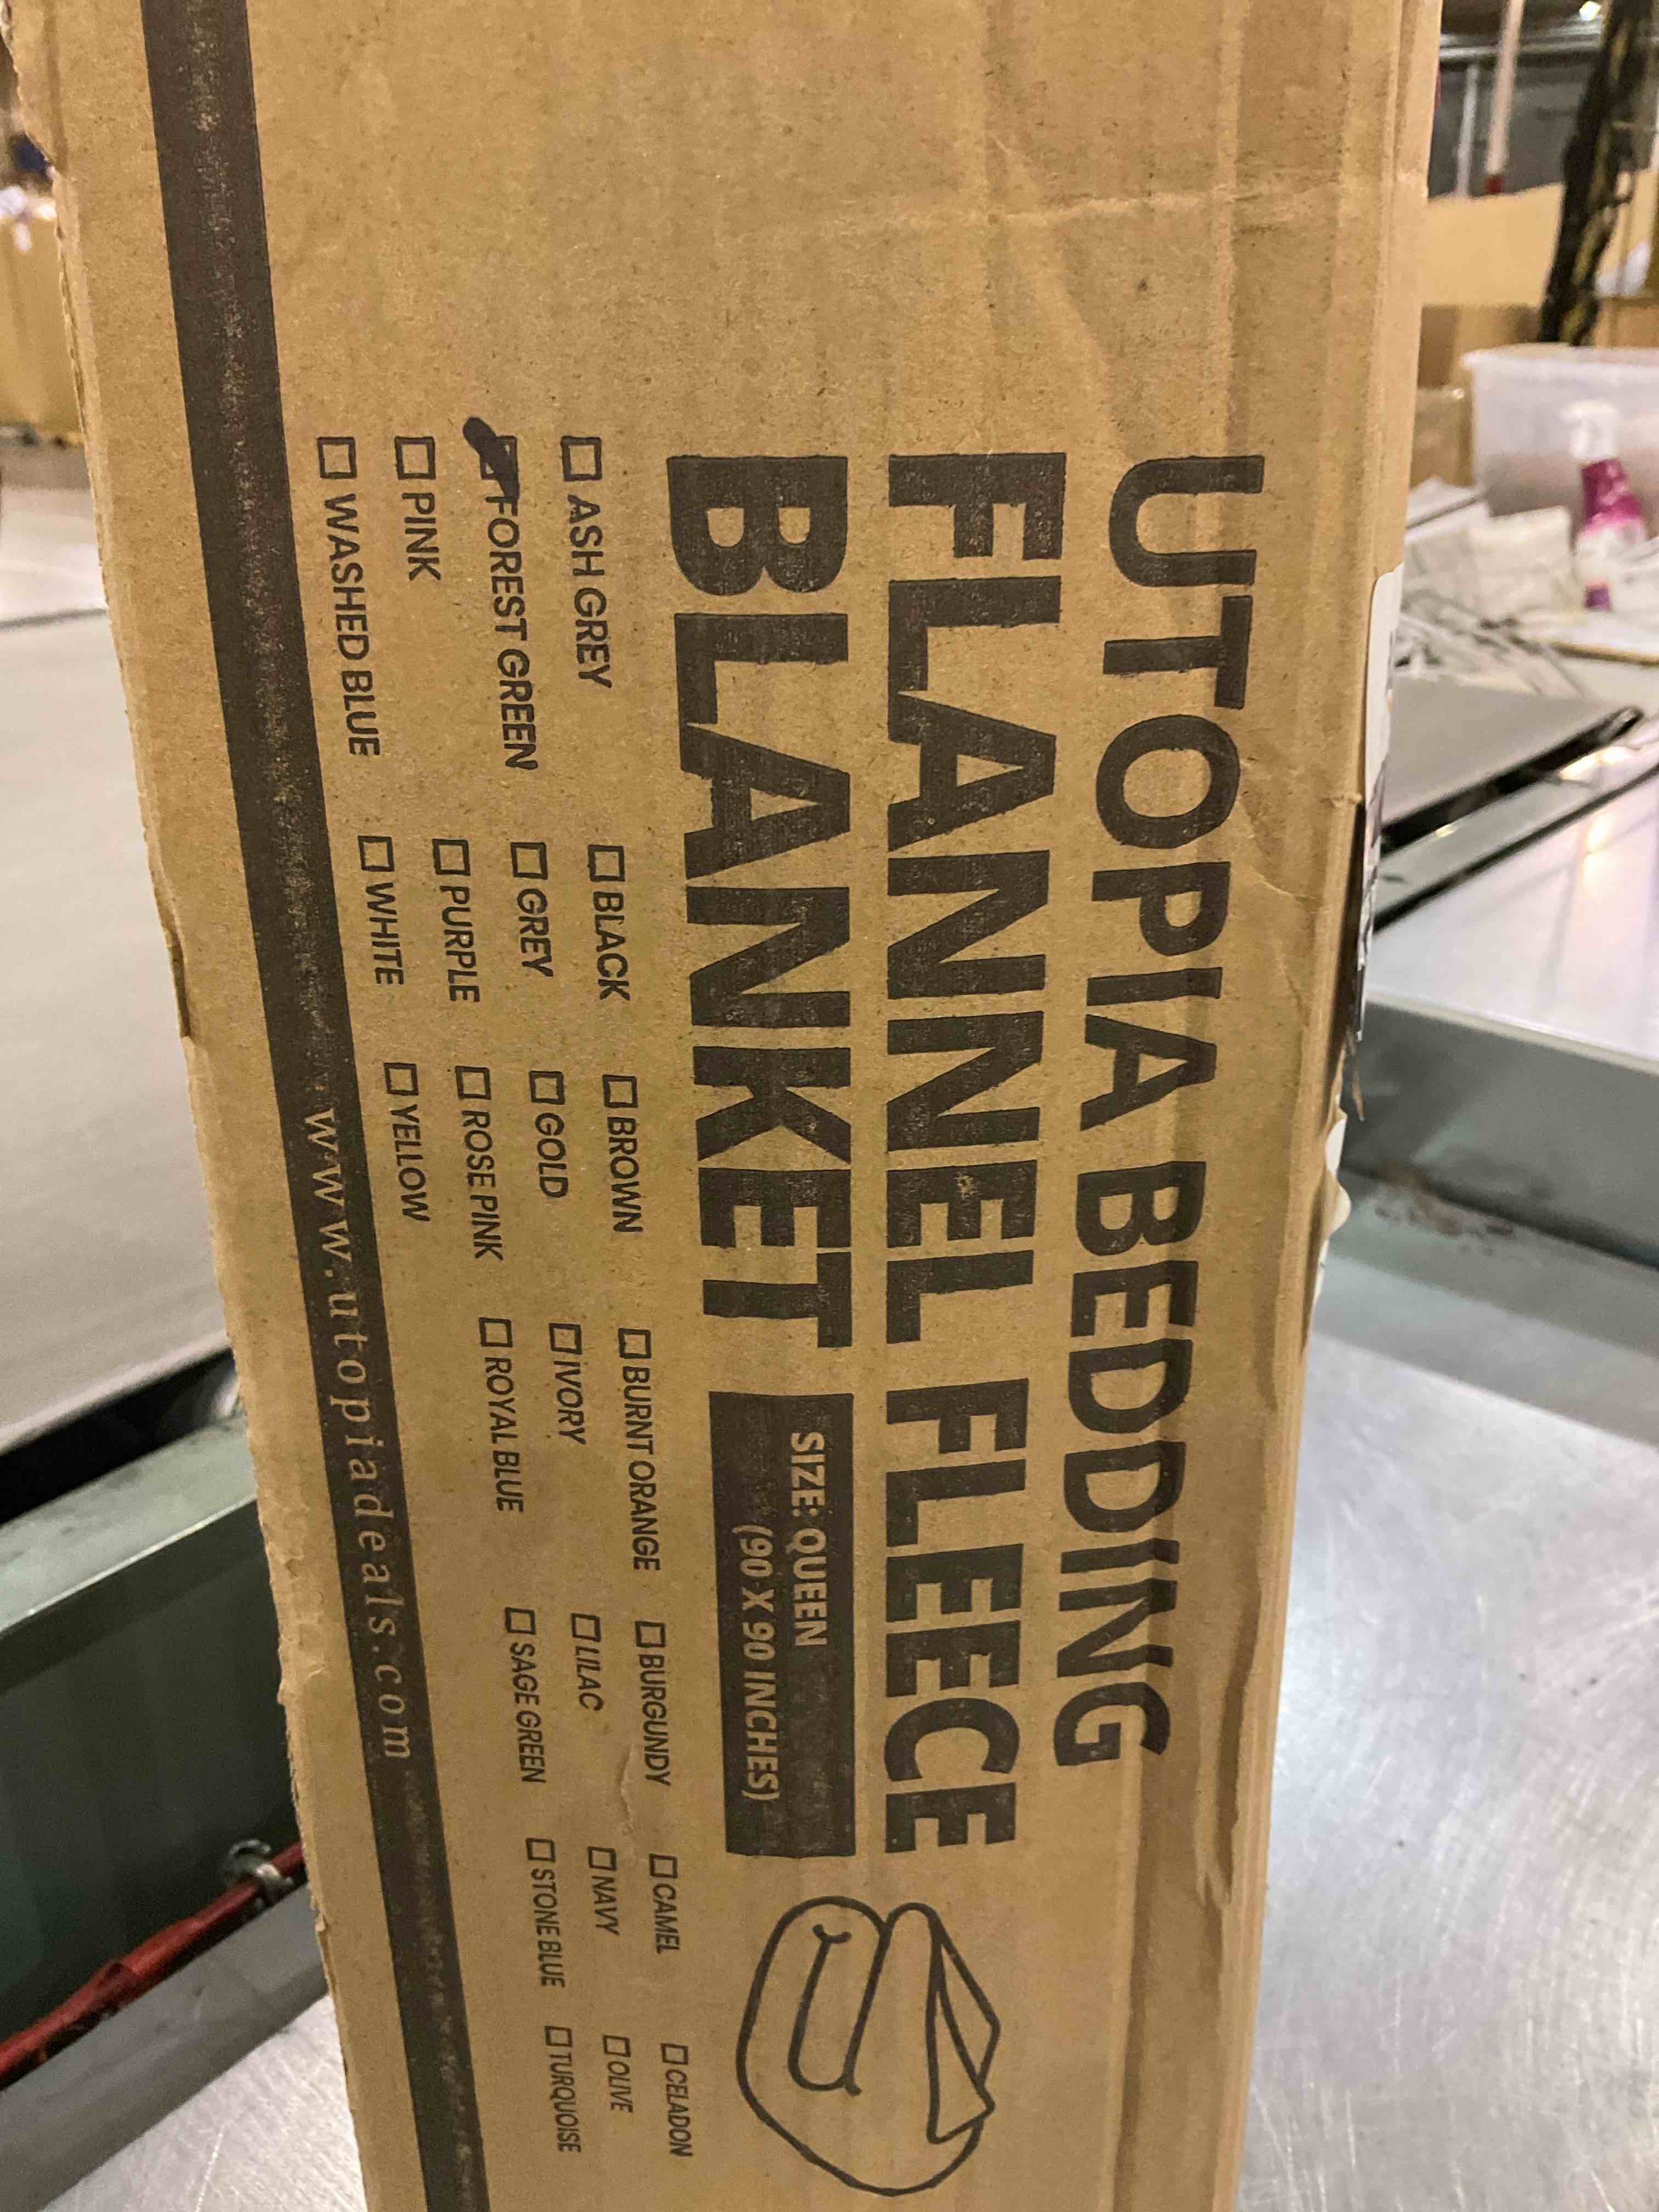 UTOPIA BEDDING
FLANNEL FLEECE
BLANKET
SIZE: QUEEN
(90 X 90 INCHES)
ASH GREY BLACK BROWN BURNT ORANGE BURGUNDY CAMEL CELADON
FOREST GREEN GREY GOLD IVORY LILAC NAVY OLIVE
PINK PURPLE ROSE PINK ROYAL BLUE SAGE GREEN STONE BLUE TURQUOISE
WASHED BLUE WHITE YELLOW
www.utopiadeals.com